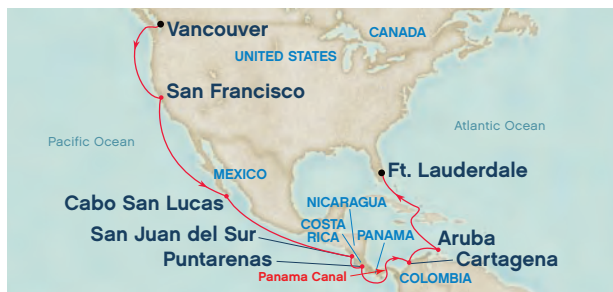 Vancouver
CANADA
UNITED STATES
San Francisco
Atlantic Ocean
Pacific Ocean
Ft. Lauderdale
MEXICO
Cabo San Lucas
NICARAGUA
COSTA
RICA
PANAMA
San Juan del Sur
Aruba
Puntarenas
Cartagena
Panama Canal
COLOMBIA